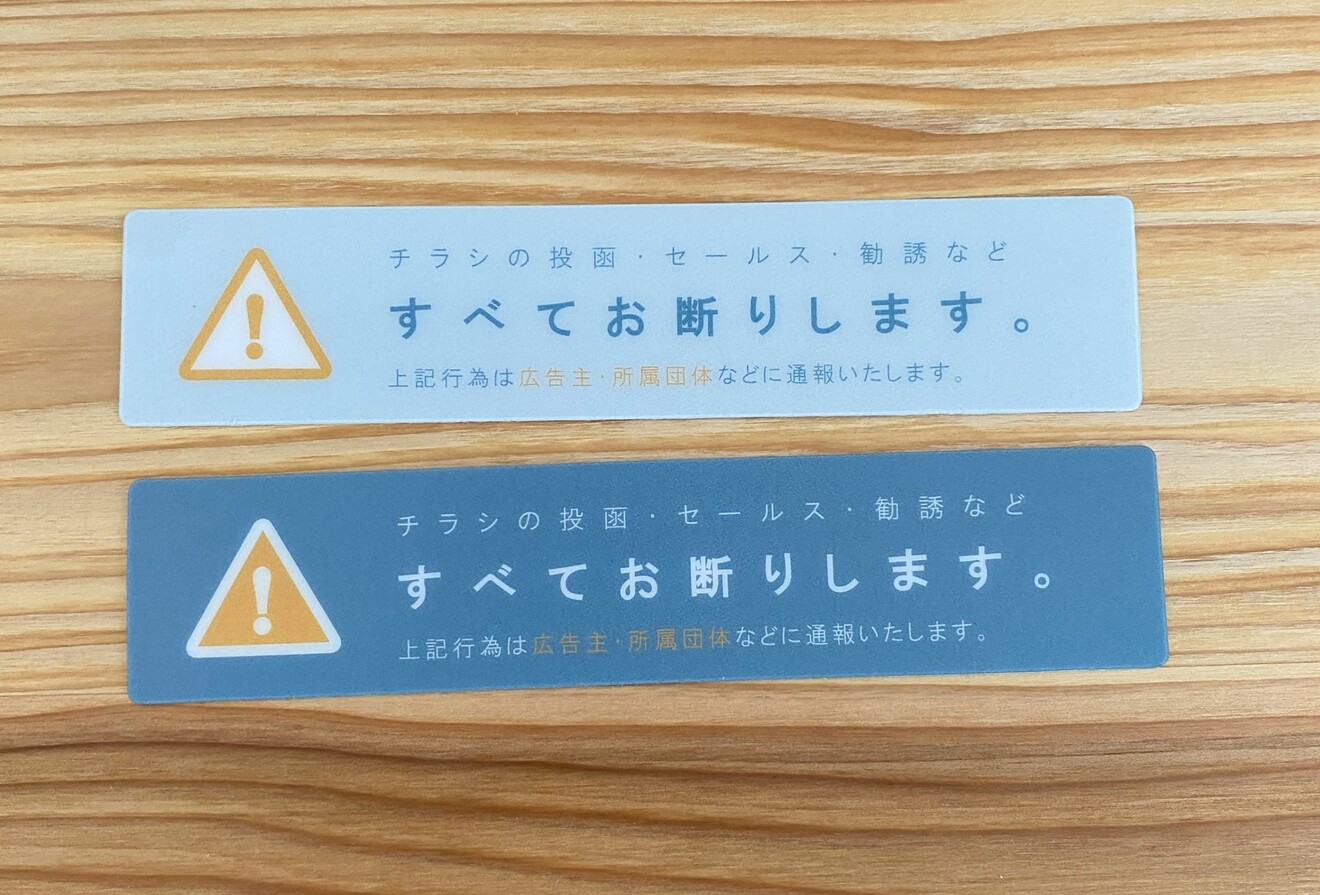 チラシの投函・セールス・勧誘など
すべてお断りします。
上記行為は広告主・所属団体などに通報いたします。
チラシの投函・セールス・勧誘など
すべてお断りします。
上記行為は広告主・所属団体などに通報いたします。